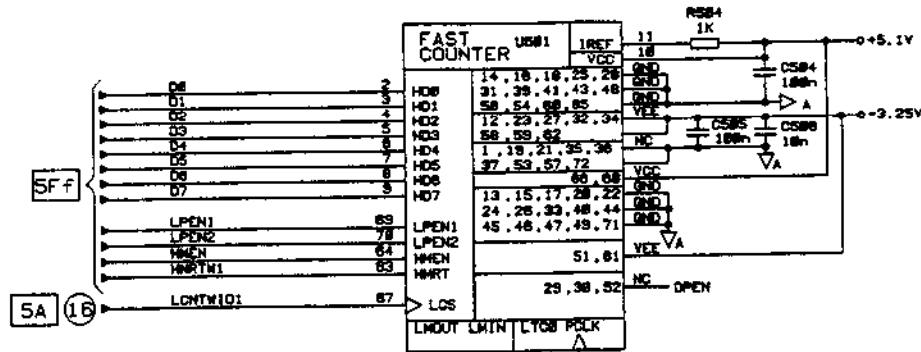 R504
1K
FAST
COUNTER
U501
IREF
11
VCC
10
+5.1V
GND
14,16,18,25,28
31,39,41,43,48
GND
C504
100n
50,54,60,65
GND
A
VEE
12,23,27,32,34
58,59,62
-3.25V
NC
1,19,21,35,36
C505
100n
C506
10n
37,53,57,72
A
VCC
66,68
GND
13,15,17,20,22
24,26,33,40,44
GND
45,46,47,49,71
GND
A
VEE
51,61
NC
29,30,52
OPEN
D0 2 HD0
D1 3 HD1
D2 4 HD2
D3 5 HD3
D4 6 HD4
D5 7 HD5
D6 8 HD6
D7 9 HD7
5Ff
LPEN1 69 LPEN1
LPEN2 70 LPEN2
HMEN 64 HMEN
HNRTW1 63 HMRT
5A 16
LCNTWI01 67 LCS
LMOUT LMIN LTC0 PCLK